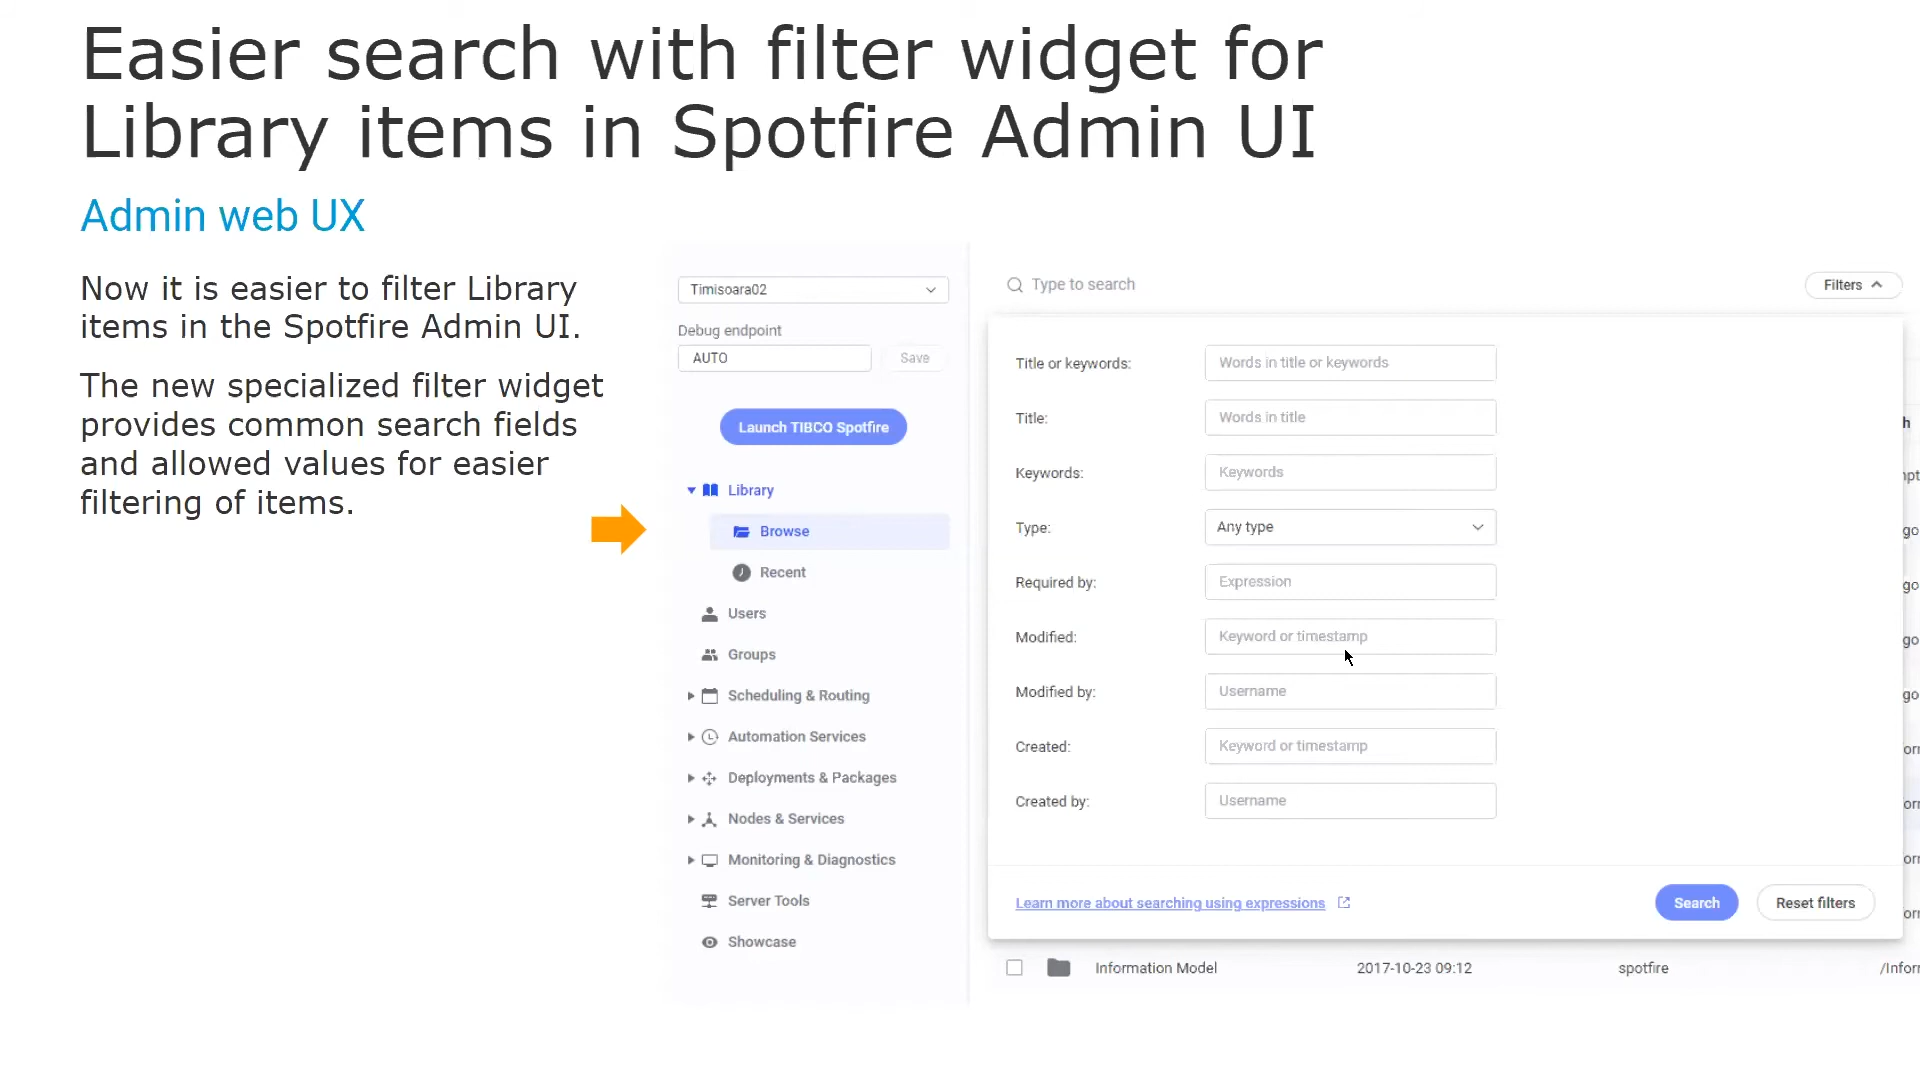 Easier search with filter widget for
Library items in Spotfire Admin UI
Admin web UX
Now it is easier to filter Library
items in the Spotfire Admin UI.
The new specialized filter widget
provides common search fields
and allowed values for easier
filtering of items.
Timisoara02
Debug endpoint
AUTO
Save
Launch TIBCO Spotfire
Library
Browse
Recent
Users
Groups
Scheduling & Routing
Automation Services
Deployments & Packages
Nodes & Services
Monitoring & Diagnostics
Server Tools
Showcase
Type to search
Filters
Title or keywords: Words in title or keywords
Title: Words in title
Keywords: Keywords
Type: Any type
Required by: Expression
Modified: Keyword or timestamp
Modified by: Username
Created: Keyword or timestamp
Created by: Username
Learn more about searching using expressions
Search
Reset filters
Information Model 2017-10-23 09:12 spotfire